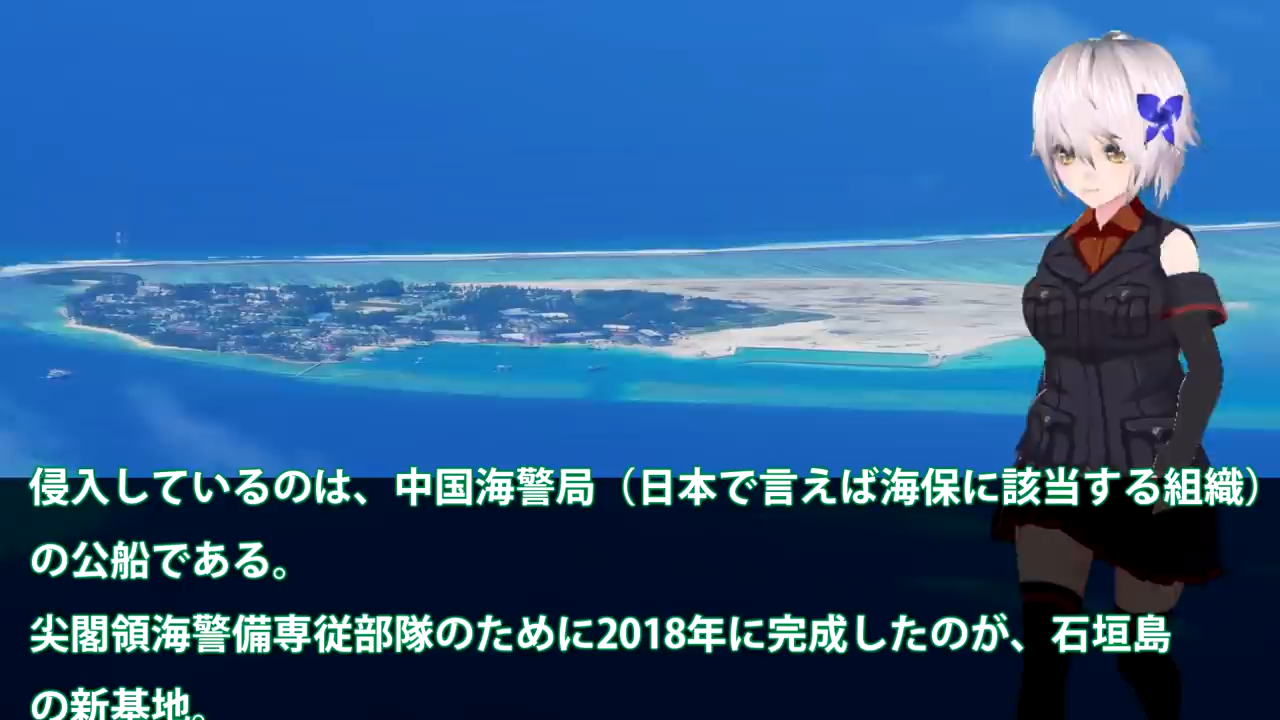 侵入しているのは、中国海警局（日本で言えば海保に該当する組織）
の公船である。
尖閣領海警備専従部隊のために2018年に完成したのが、石垣島
の新基地。